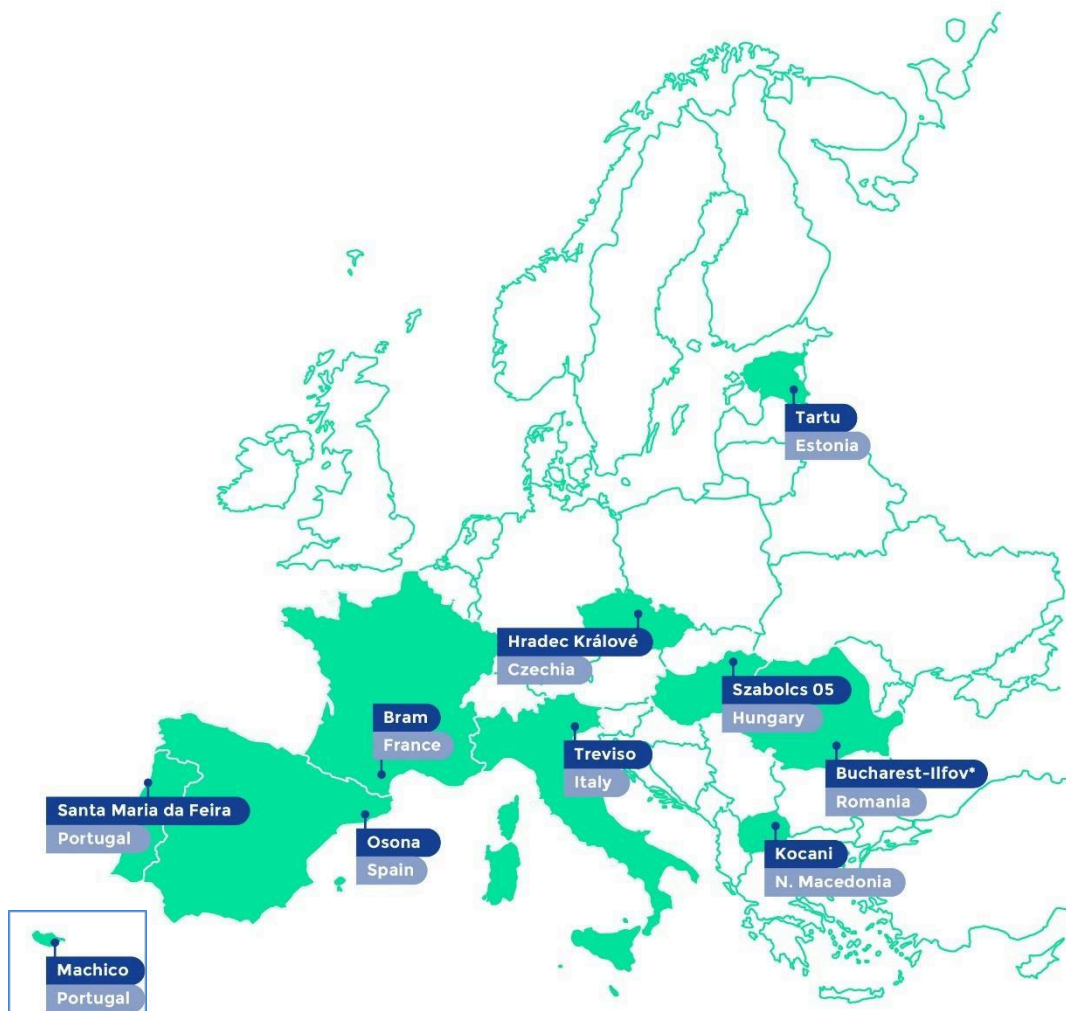 Tartu
Estonia
Hradec Králové
Czechia
Szabolcs 05
Hungary
Bram
France
Treviso
Italy
Bucharest-Ilfov*
Romania
Santa Maria da Feira
Portugal
Osona
Spain
Kocani
N. Macedonia
Machico
Portugal